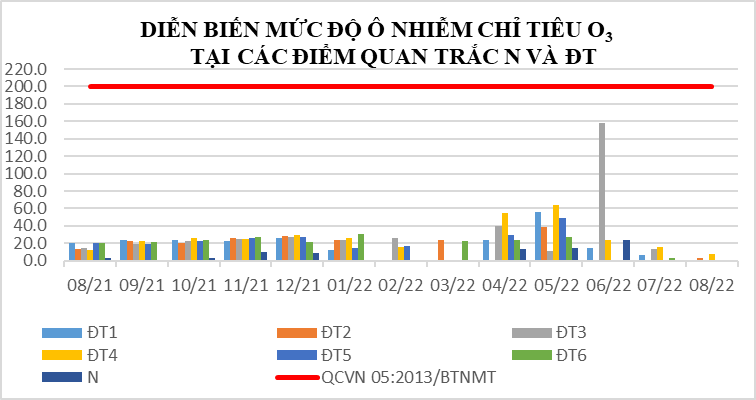 DIỄN BIẾN MỨC ĐỘ Ô NHIỄM CHỈ TIÊU O₃
TẠI CÁC ĐIỂM QUAN TRẮC N VÀ ĐT
220.0
200.0
180.0
160.0
140.0
120.0
100.0
80.0
60.0
40.0
20.0
0.0
08/21 09/21 10/21 11/21 12/21 01/22 02/22 03/22 04/22 05/22 06/22 07/22 08/22
ĐT1 ĐT2 ĐT3
ĐT4 ĐT5 ĐT6
N QCVN 05:2013/BTNMT